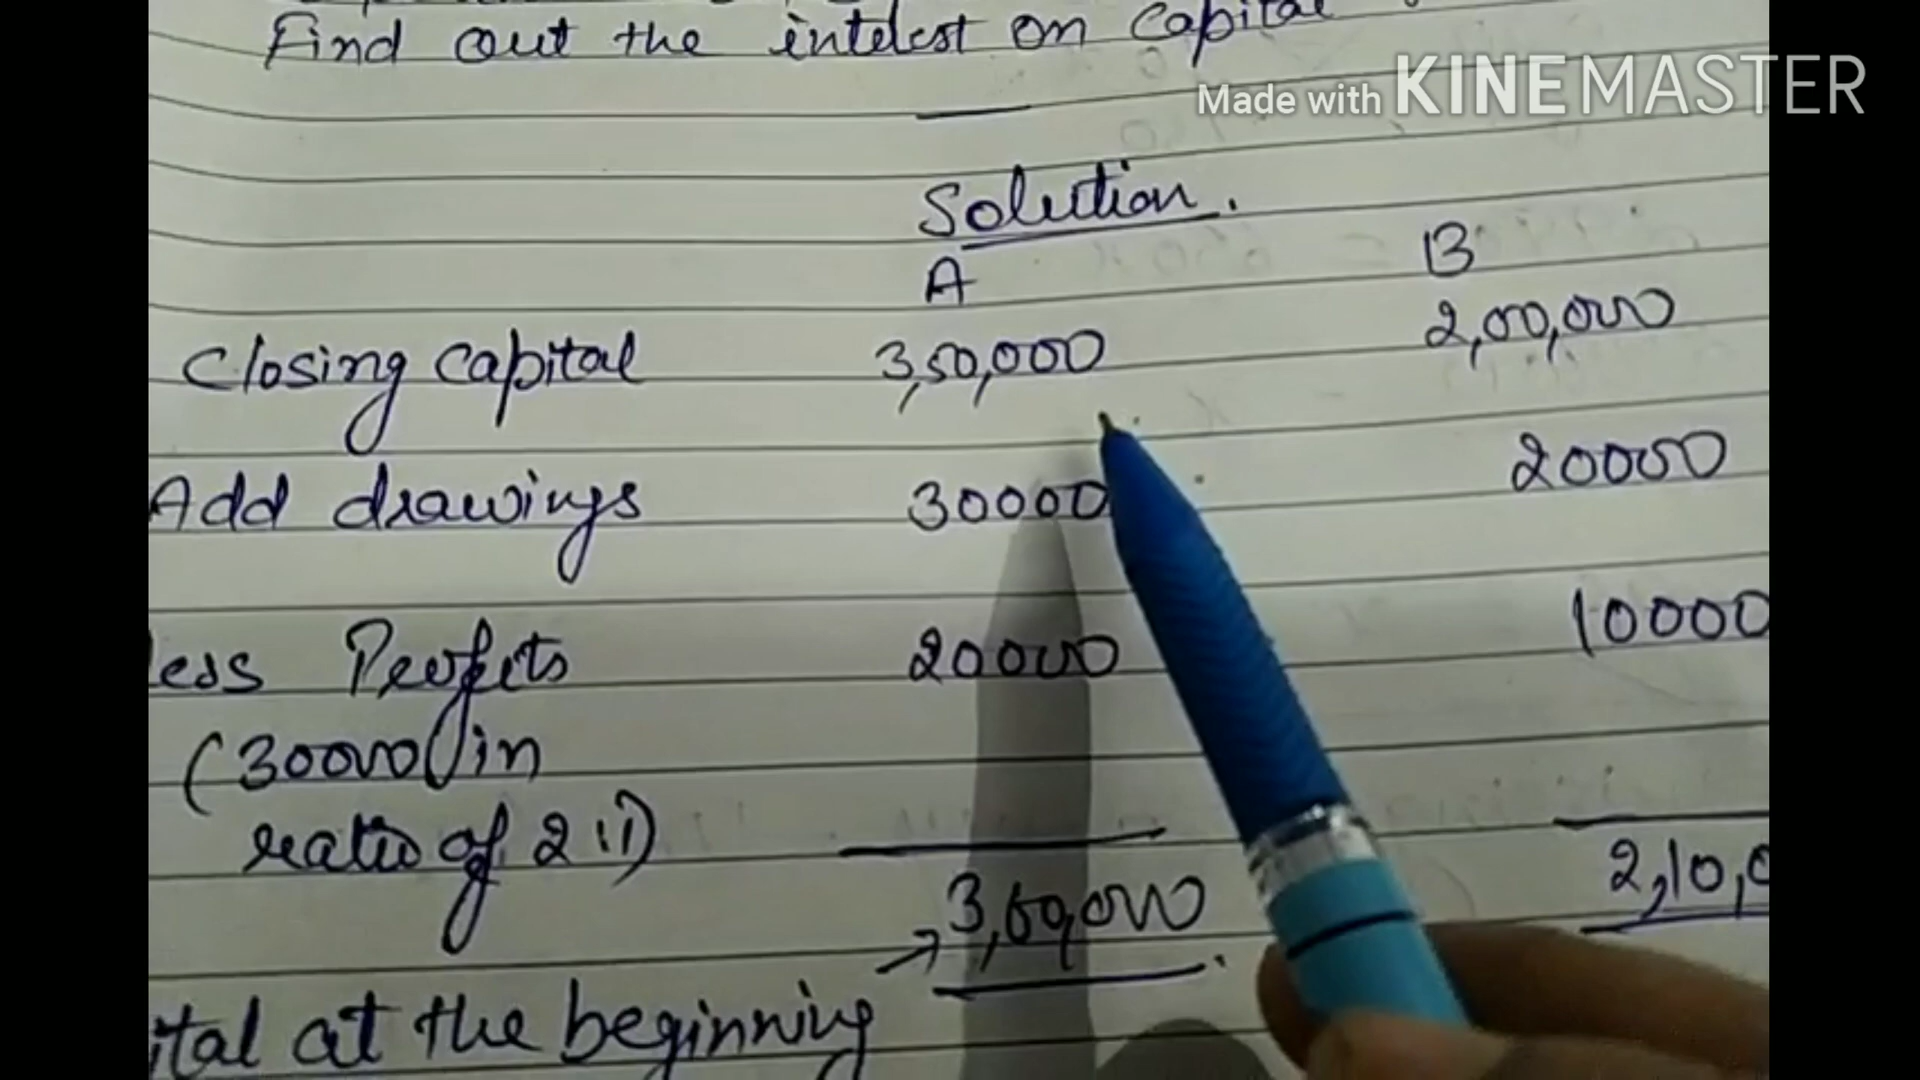 Find out the interest on capital
Made with KINEMASTER
Solution.
A B
Closing capital 3,50,000 2,00,000
Add drawings 30000 20000
less Profits 20000 10000
(30000 in
ratio of 2:1)
3,60,000 2,10,0
ital at the beginning